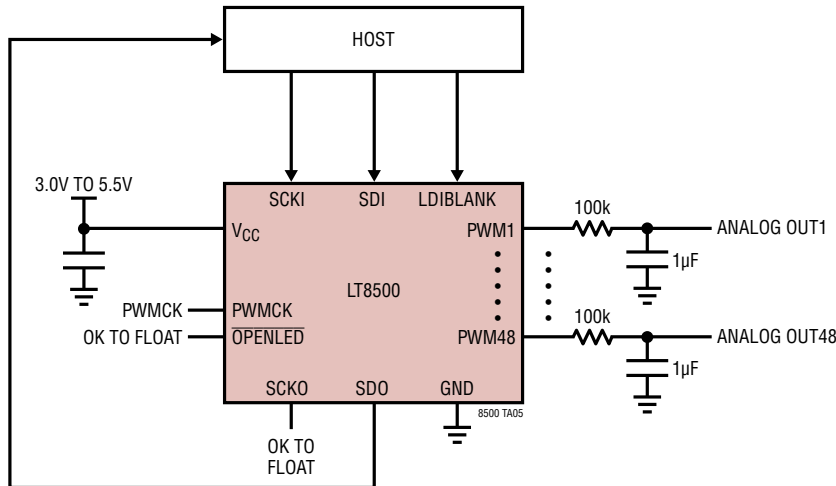 HOST
3.0V TO 5.5V
SCKI SDI LDIBLANK
100k
VCC PWM1 ANALOG OUT1
1µF
LT8500
PWMCK PWMCK
100k
OK TO FLOAT OPENLED PWM48 ANALOG OUT48
1µF
SCKO SDO GND
8500 TA05
OK TO
FLOAT